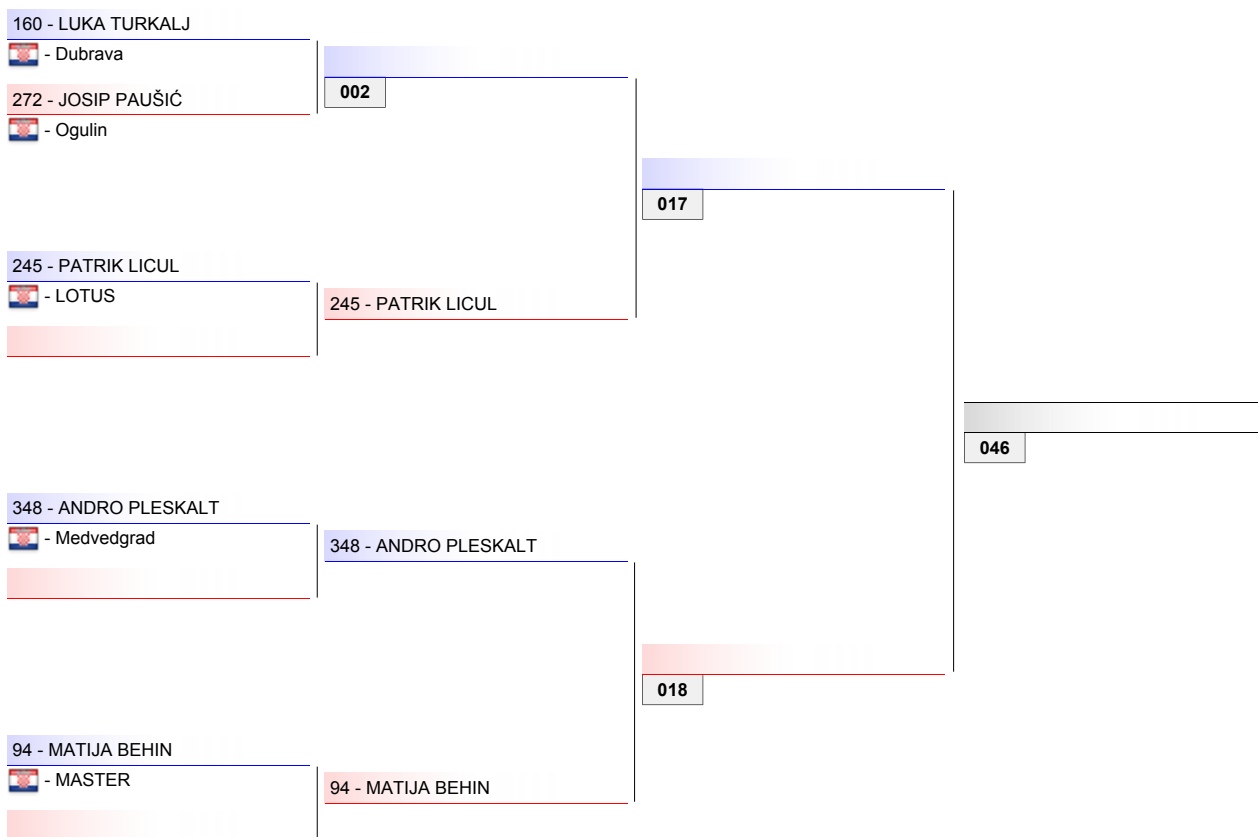 160 - LUKA TURKALJ
- Dubrava
272 - JOSIP PAUŠIĆ
- Ogulin
002
017
245 - PATRIK LICUL
- LOTUS
245 - PATRIK LICUL
046
348 - ANDRO PLESKALT
- Medvedgrad
348 - ANDRO PLESKALT
018
94 - MATIJA BEHIN
- MASTER
94 - MATIJA BEHIN